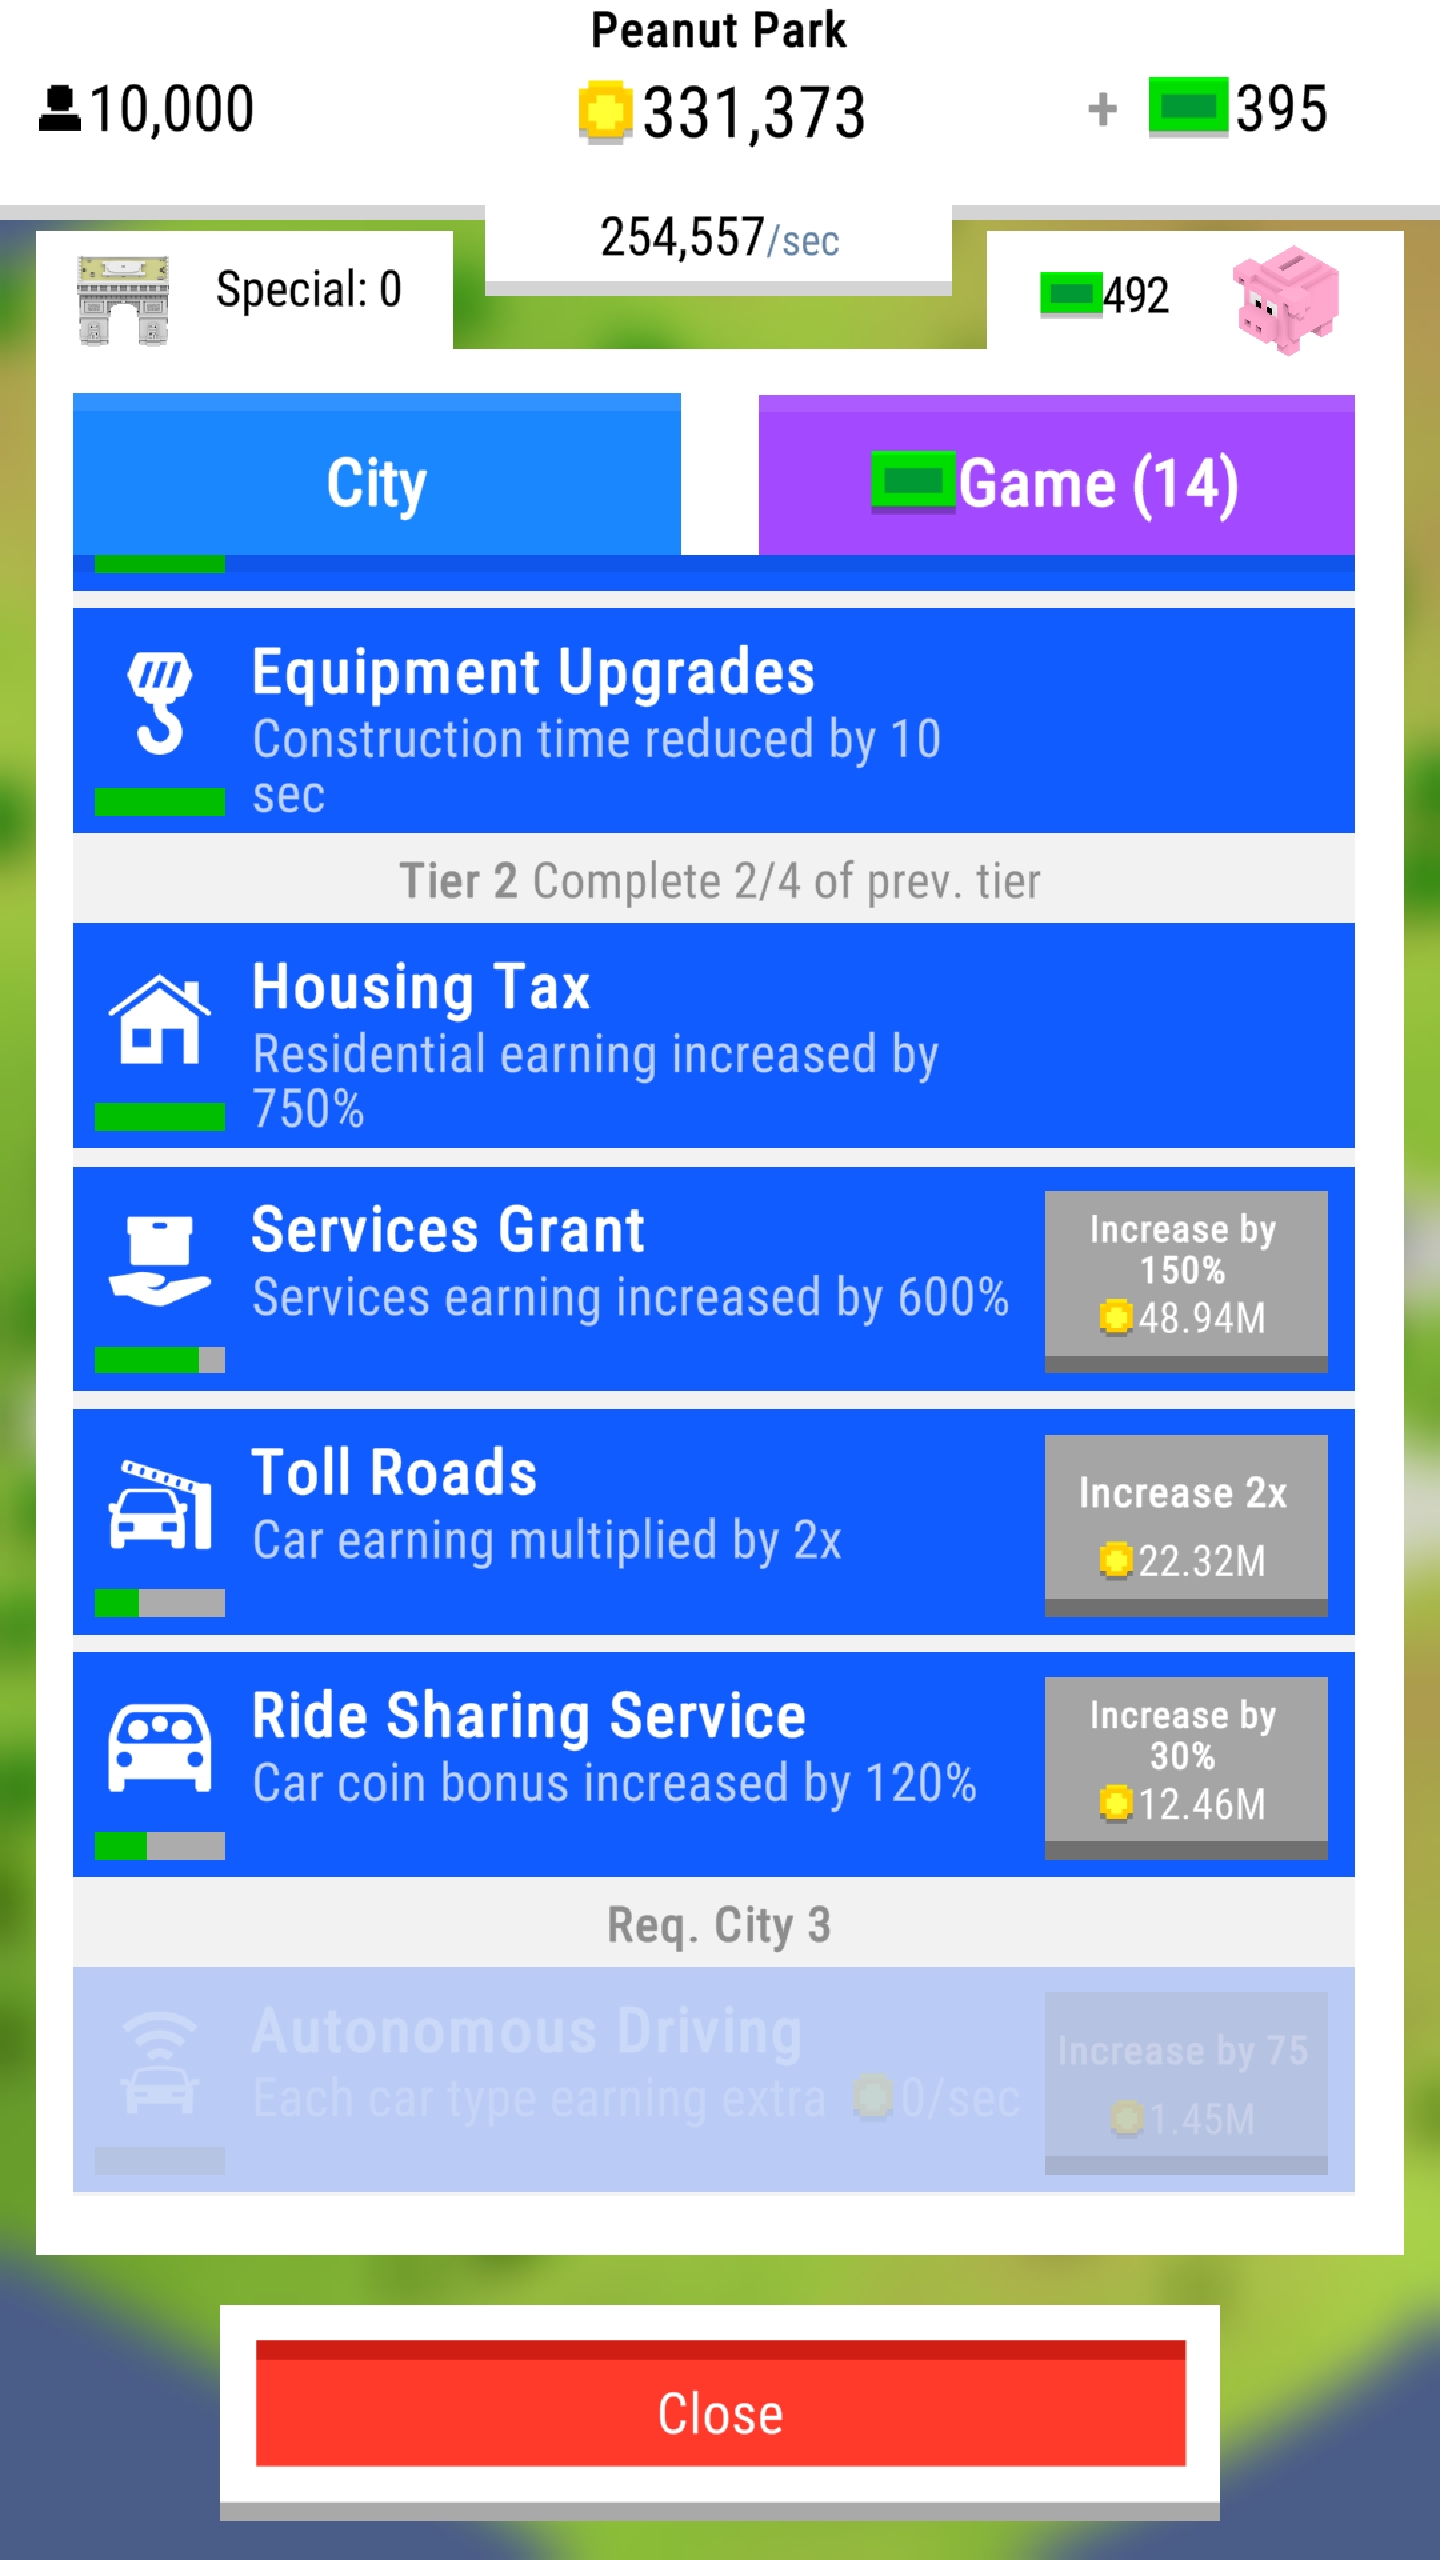 Peanut Park
10,000
331,373
+ 395
254,557/sec
Special: 0
492
City
Game (14)
Equipment Upgrades
Construction time reduced by 10
sec
Tier 2 Complete 2/4 of prev. tier
Housing Tax
Residential earning increased by
750%
Services Grant
Services earning increased by 600%
Increase by
150%
48.94M
Toll Roads
Car earning multiplied by 2x
Increase 2x
22.32M
Ride Sharing Service
Car coin bonus increased by 120%
Increase by
30%
12.46M
Req. City 3
Autonomous Driving
Each car type earning extra 0/sec
Increase by 75
1.45M
Close